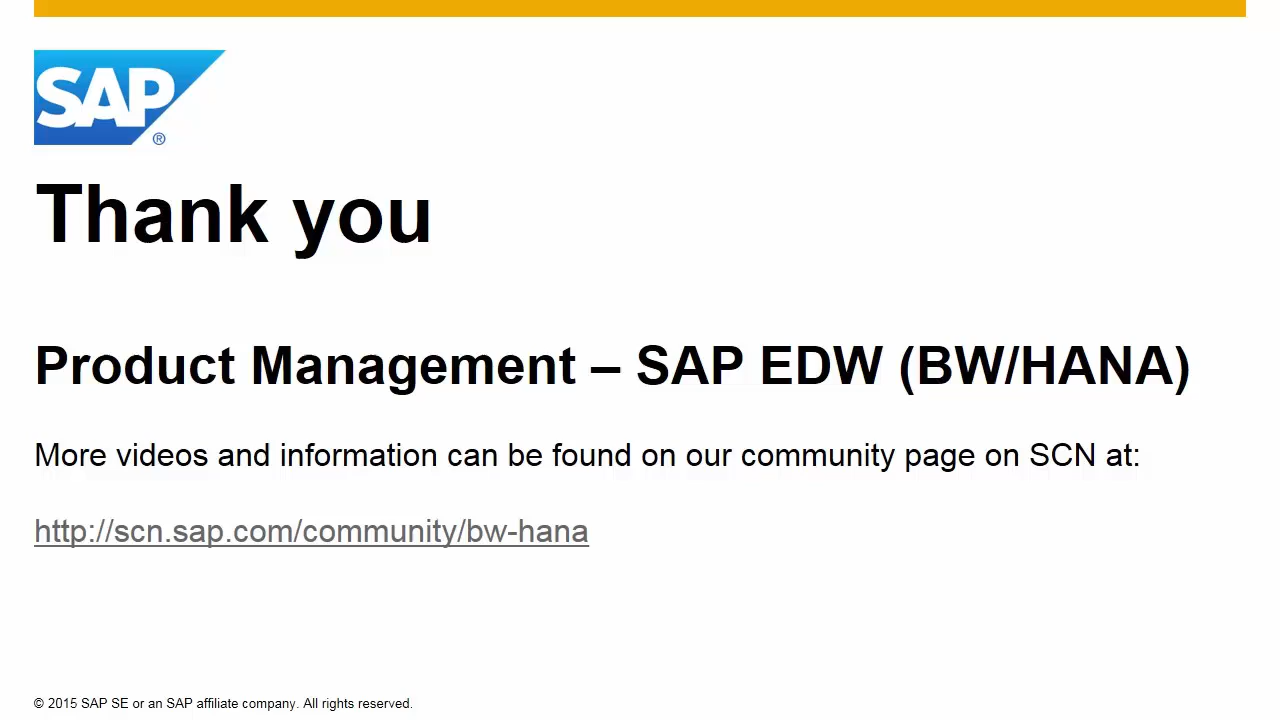 SAP®
Thank you
Product Management – SAP EDW (BW/HANA)
More videos and information can be found on our community page on SCN at:
http://scn.sap.com/community/bw-hana
© 2015 SAP SE or an SAP affiliate company. All rights reserved.